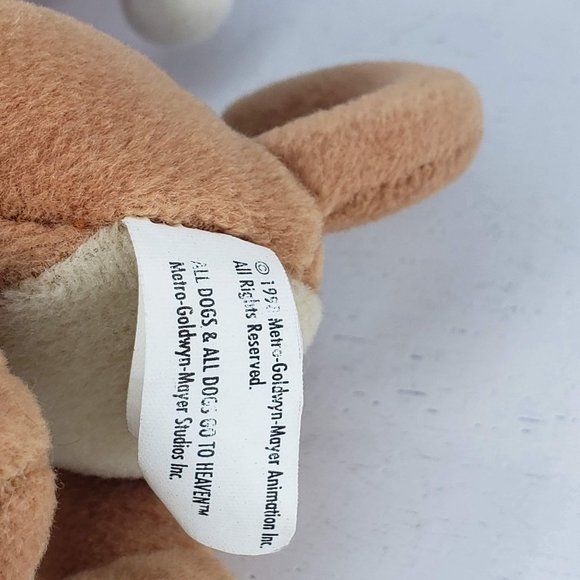 © Metro-Goldwyn-Mayer Animation Inc.
All Rights Reserved.
ALL DOGS & ALL DOGS GO TO HEAVEN™
Metro-Goldwyn-Mayer Studios Inc.